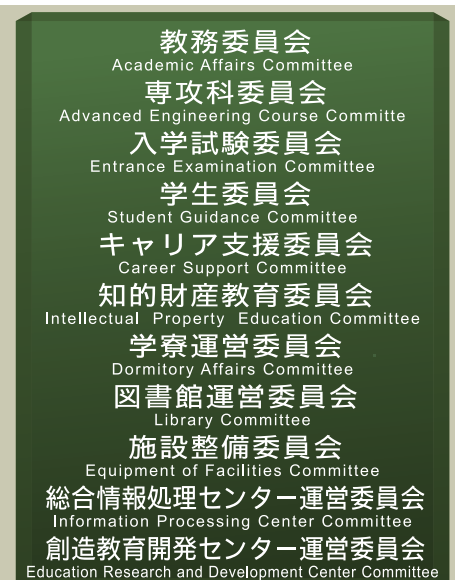 教務委員会
Academic Affairs Committee
専攻科委員会
Advanced Engineering Course Committe
入学試験委員会
Entrance Examination Committee
学生委員会
Student Guidance Committee
キャリア支援委員会
Career Support Committee
知的財産教育委員会
Intellectual Property Education Committee
学寮運営委員会
Dormitory Affairs Committee
図書館運営委員会
Library Committee
施設整備委員会
Equipment of Facilities Committee
総合情報処理センター運営委員会
Information Processing Center Committee
創造教育開発センター運営委員会
Education Research and Development Center Committee